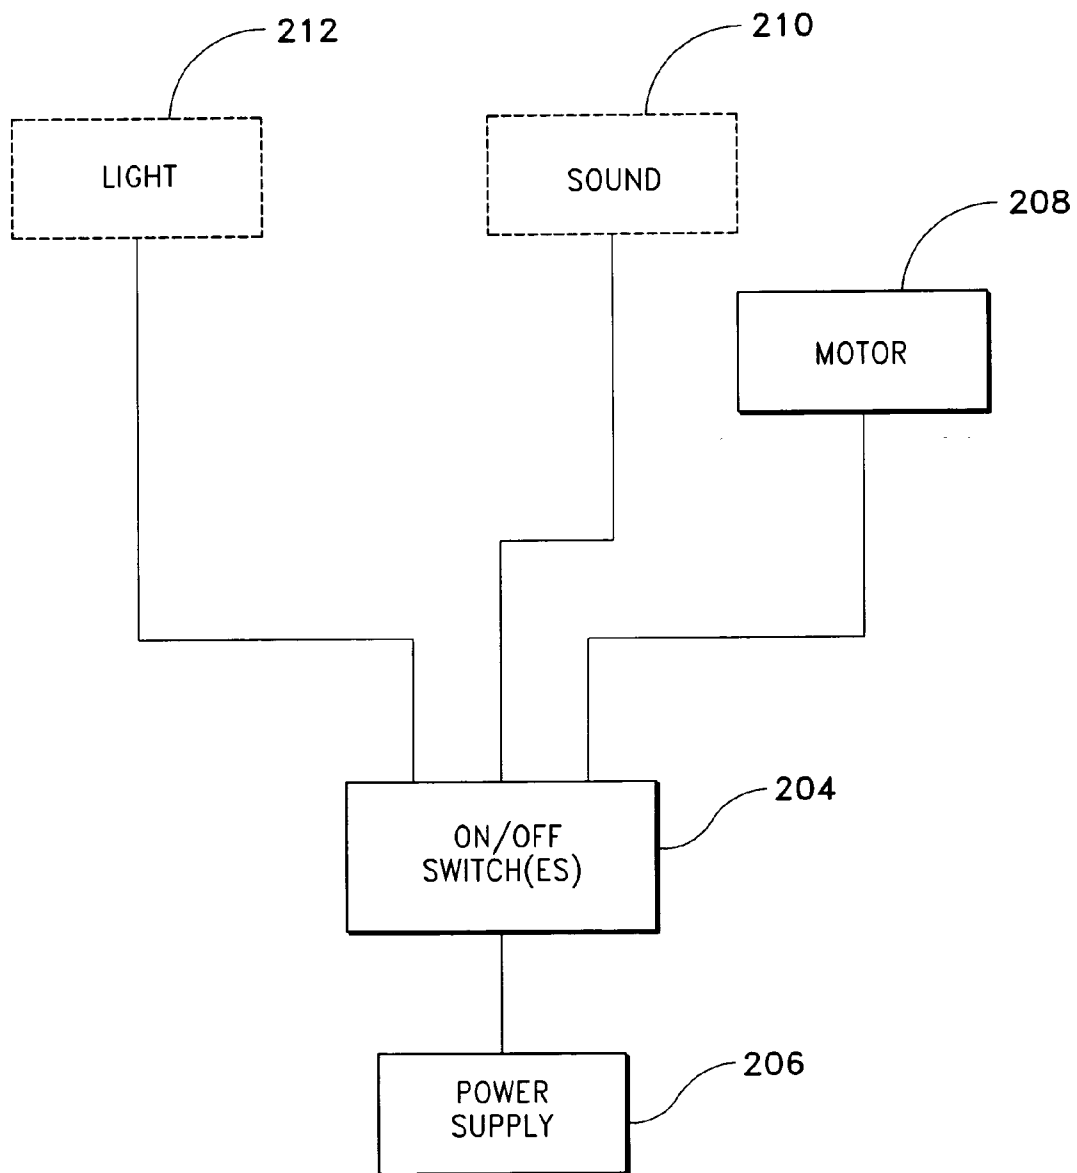 212
210
LIGHT
SOUND
208
MOTOR
204
ON/OFF
SWITCH(ES)
206
POWER
SUPPLY